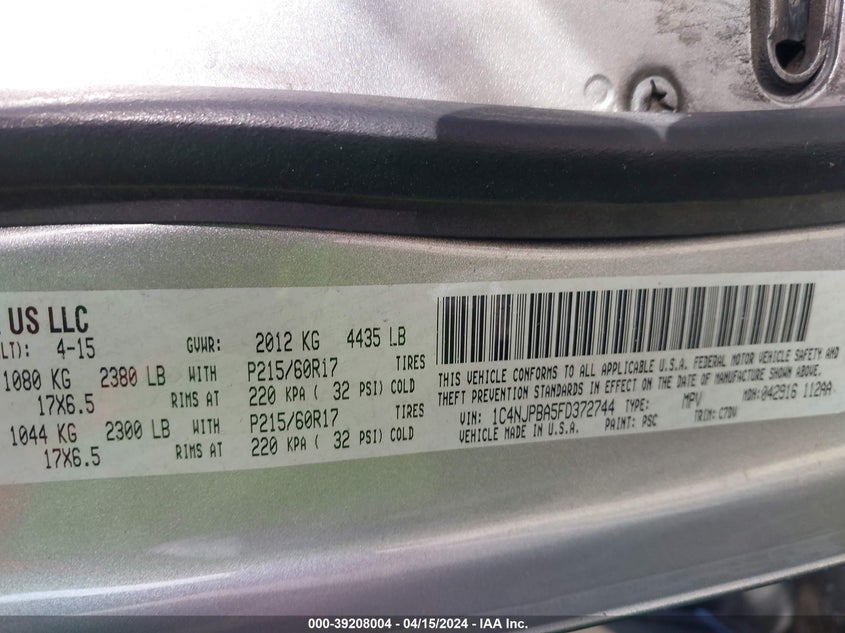 US LLC
LT): 4-15 GVWR: 2012 KG 4435 LB
1080 KG 2380 LB WITH P215/60R17 TIRES
17X6.5 RIMS AT 220 KPA ( 32 PSI) COLD
1044 KG 2300 LB WITH P215/60R17 TIRES
17X6.5 RIMS AT 220 KPA ( 32 PSI) COLD
THIS VEHICLE CONFORMS TO ALL APPLICABLE U.S.A. FEDERAL MOTOR VEHICLE SAFETY AND
THEFT PREVENTION STANDARDS IN EFFECT ON THE DATE OF MANUFACTURE SHOWN ABOVE.
VIN: 1C4NJPBA5FD372744 TYPE: MPV MDH: 042916 112AA
VEHICLE MADE IN U.S.A. PAINT: PSC TRIM: C7DV
000-39208004 - 04/15/2024 - IAA Inc.